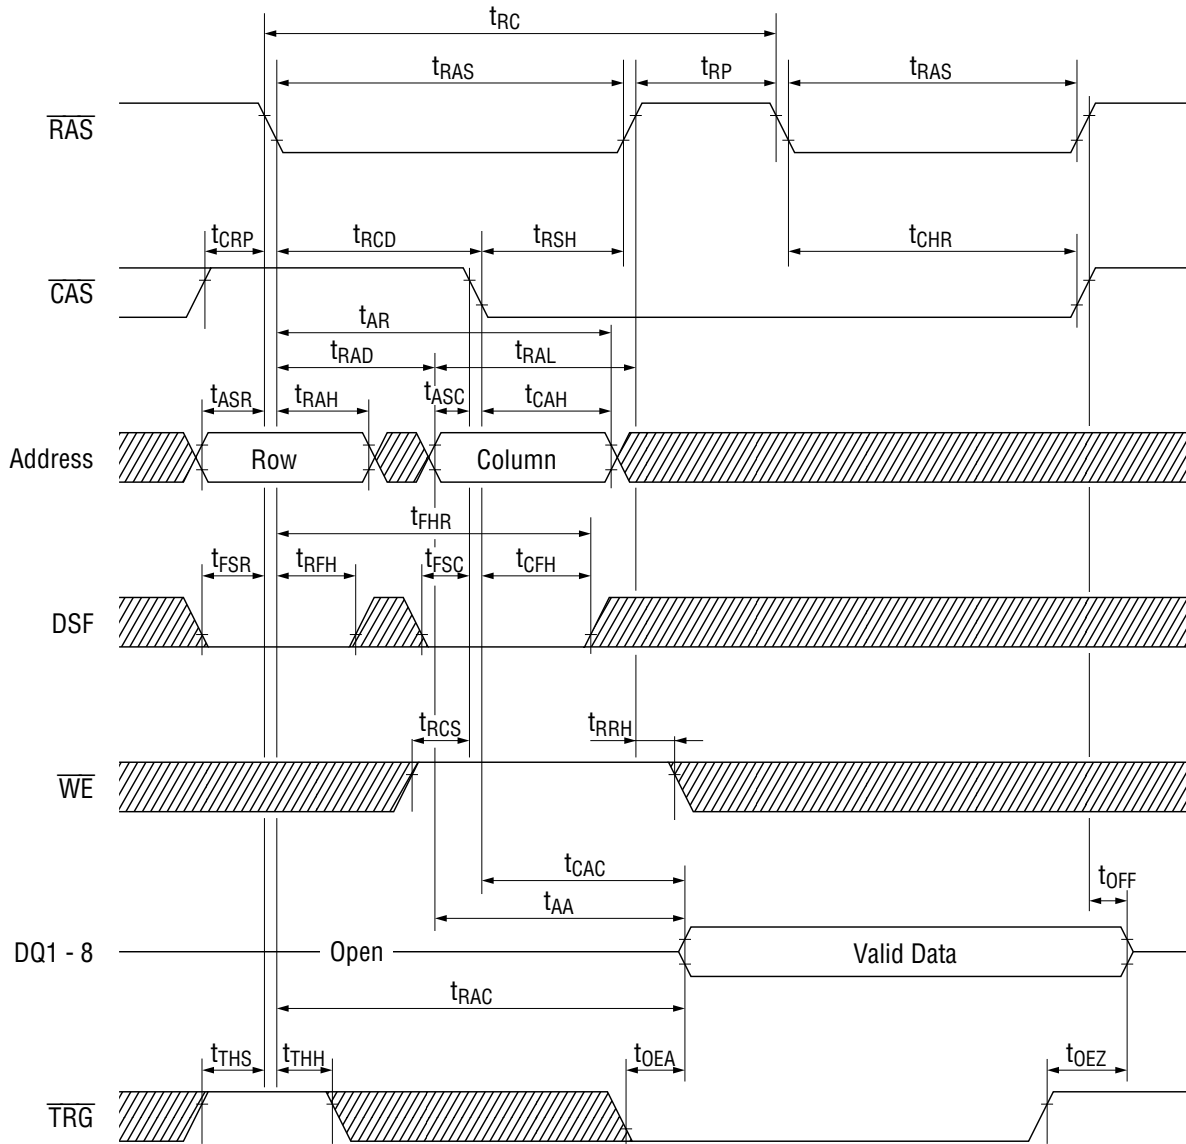 tRC
tRAS tRP tRAS
RAS
tCRP tRCD tRSH tCHR
CAS
tAR
tRAD tRAL
tASR tRAH tASC tCAH
Address Row Column
tFHR
tFSR tRFH tFSC tCFH
DSF
tRCS tRRH
WE
tCAC tOFF
tAA
DQ1 - 8 Open Valid Data
tRAC
tTHS tTHH tOEA tOEZ
TRG